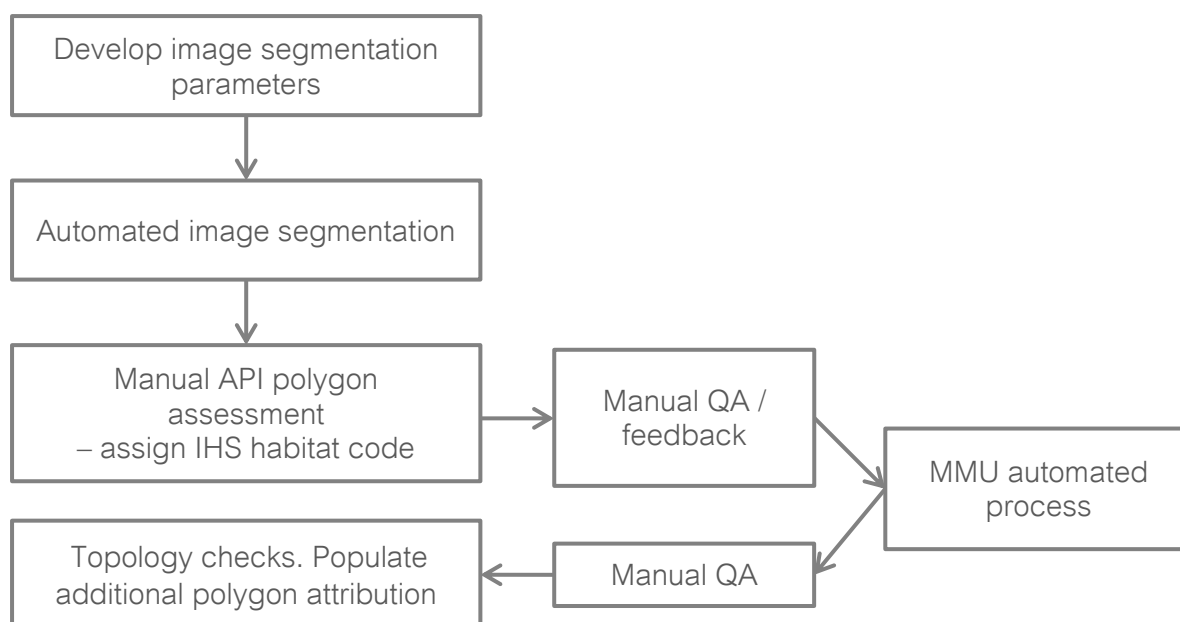 Develop image segmentation
parameters
Automated image segmentation
Manual API polygon
assessment
– assign IHS habitat code
Manual QA /
feedback
MMU automated
process
Manual QA
Topology checks. Populate
additional polygon attribution